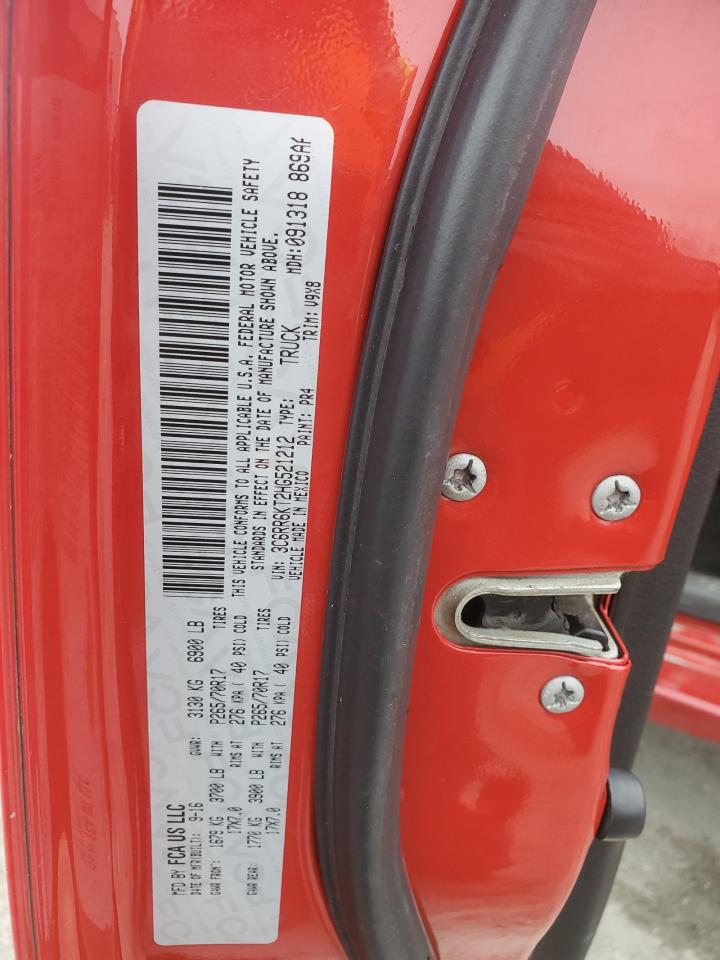 MFD BY FCA US LLC
DATE OF MTR(BUILT): 9-16 GVWR: 3130 KG 6900 LB
GAWR FRONT: 1679 KG 3700 LB WITH P265/70R17 TIRES
17X7.0 RIMS AT 276 KPA ( 40 PSI) COLD
GAWR REAR 1770 KG 3900 LB WITH P265/70R17 TIRES
17X7.0 RIMS AT 276 KPA ( 40 PSI) COLD
THIS VEHICLE CONFORMS TO ALL APPLICABLE U.S.A. FEDERAL MOTOR VEHICLE SAFETY
STANDARDS IN EFFECT ON THE DATE OF MANUFACTURE SHOWN ABOVE.
VIN: 3C6RR6KT2HG521212 TYPE: TRUCK MDH:091318 869AF
VEHICLE MADE IN MEXICO PAINT: PR4 TRIM: V9X8